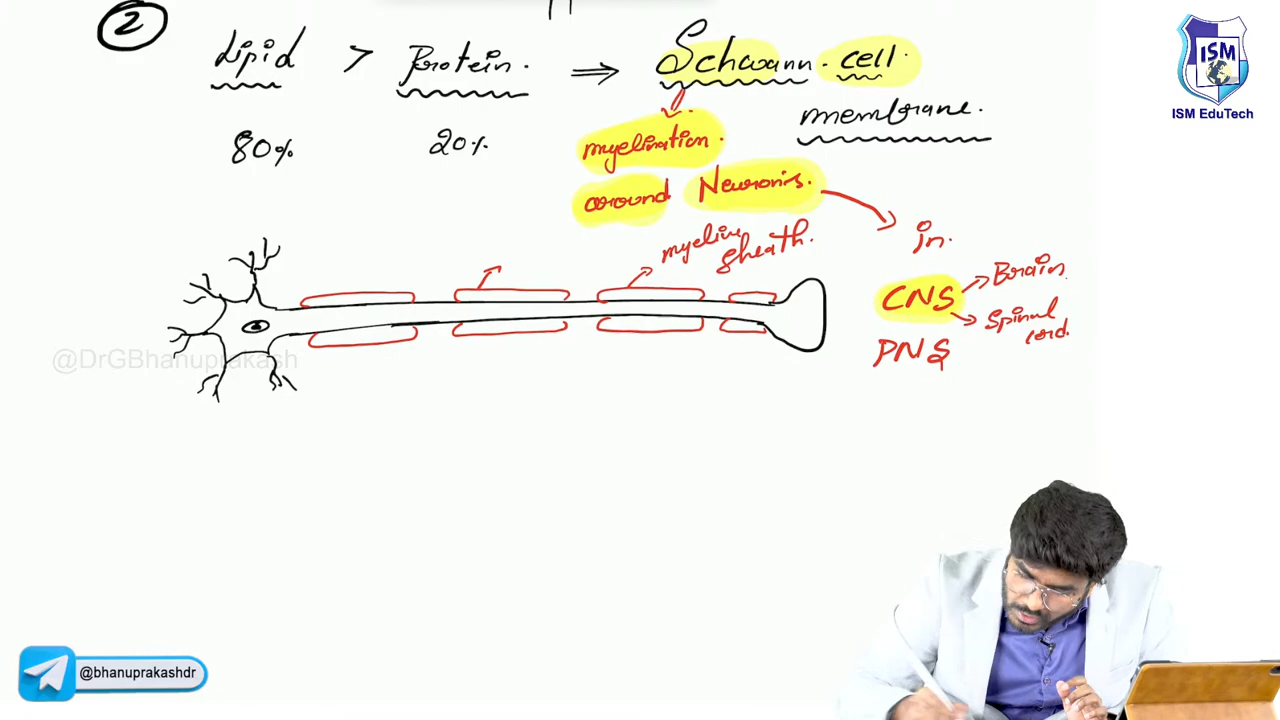 2
Lipid > Protein. ⇒ Schwann. cell.
membrane.
80% 20%
myelination.
around Neurons.
in.
myeline sheath.
CNS
Brain
Spinal cord.
PNS
@DrGBhanuprakash
ISM
ISM EduTech
@bhanuprakashdr